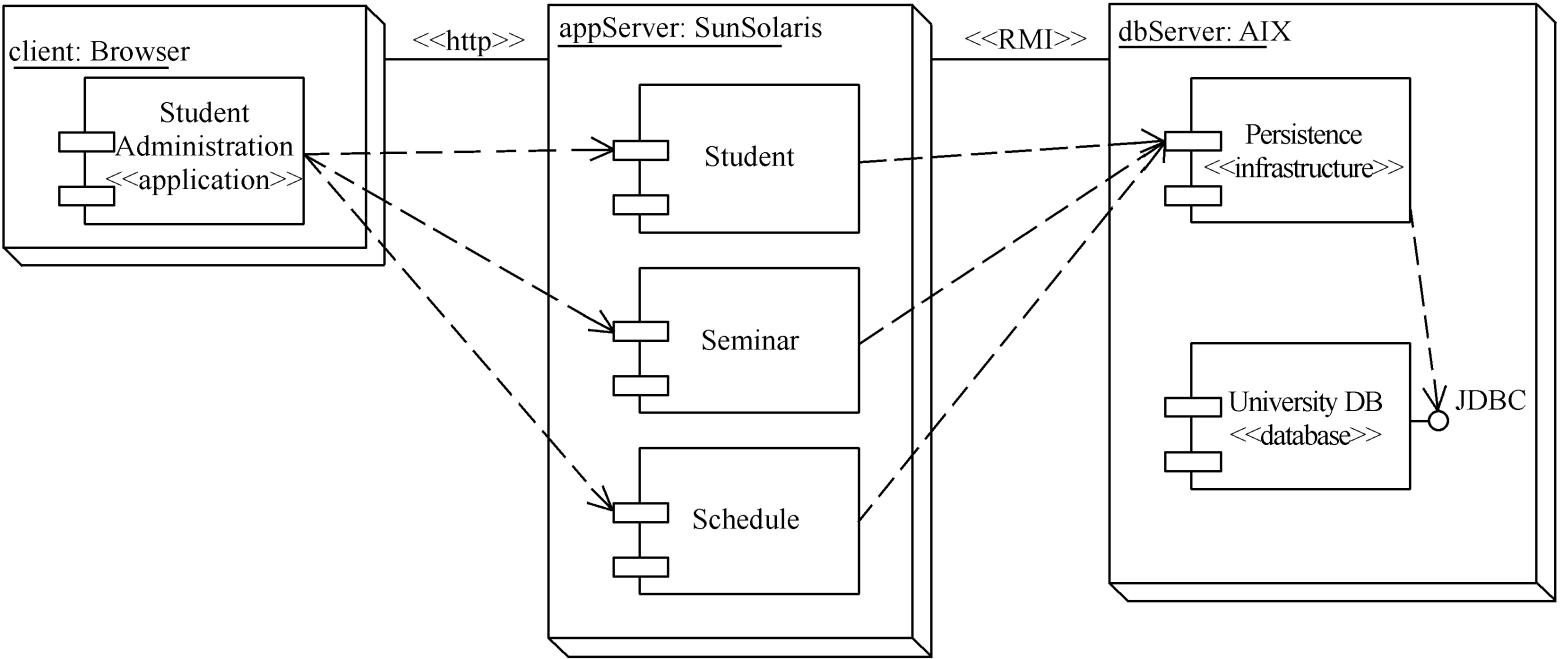 client: Browser
<<http>>
appServer: SunSolaris
<<RMI>>
dbServer: AIX
Student
Administration
<<application>>
Student
Seminar
Schedule
Persistence
<<infrastructure>>
University DB
<<database>>
JDBC